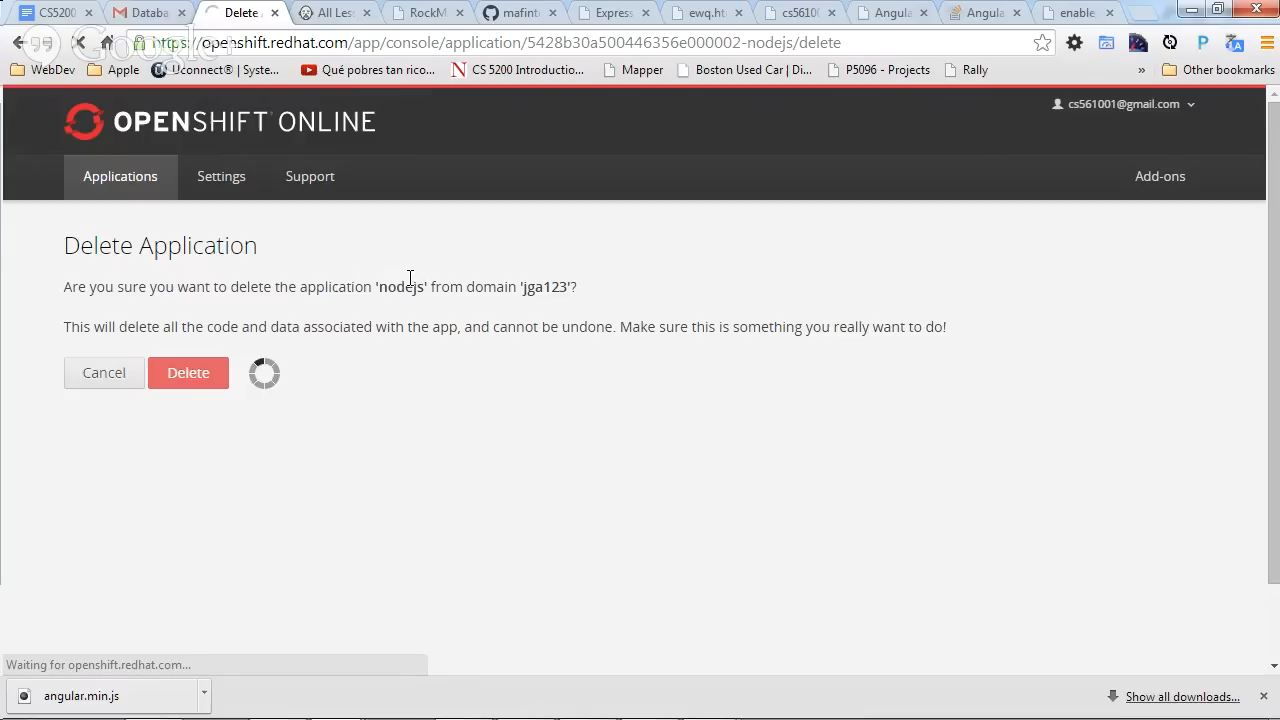 CS5200
Databa
Delete
All Les
RockM
mafint
Express
ewq.ht
cs5610
Angula
Angula
enable
Google+
https://openshift.redhat.com/app/console/application/5428b30a500446356e000002-nodejs/delete
WebDev
Apple
Uconnect® | Syste...
Qué pobres tan rico...
CS 5200 Introductio...
Mapper
Boston Used Car | Di...
PS096 - Projects
Rally
»
Other bookmarks
OPENSHIFT ONLINE
cs561001@gmail.com
Applications
Settings
Support
Add-ons
Delete Application
Are you sure you want to delete the application 'nodejs' from domain 'jga123'?
This will delete all the code and data associated with the app, and cannot be undone. Make sure this is something you really want to do!
Cancel
Delete
Waiting for openshift.redhat.com...
angular.min.js
Show all downloads...